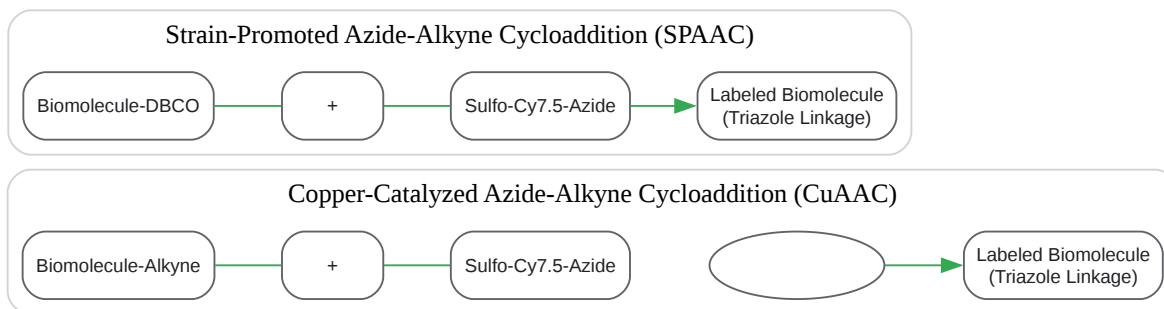 Strain-Promoted Azide-Alkyne Cycloaddition (SPAAC)
Biomolecule-DBCO
+
Sulfo-Cy7.5-Azide
Labeled Biomolecule
(Triazole Linkage)
Copper-Catalyzed Azide-Alkyne Cycloaddition (CuAAC)
Biomolecule-Alkyne
+
Sulfo-Cy7.5-Azide
Labeled Biomolecule
(Triazole Linkage)